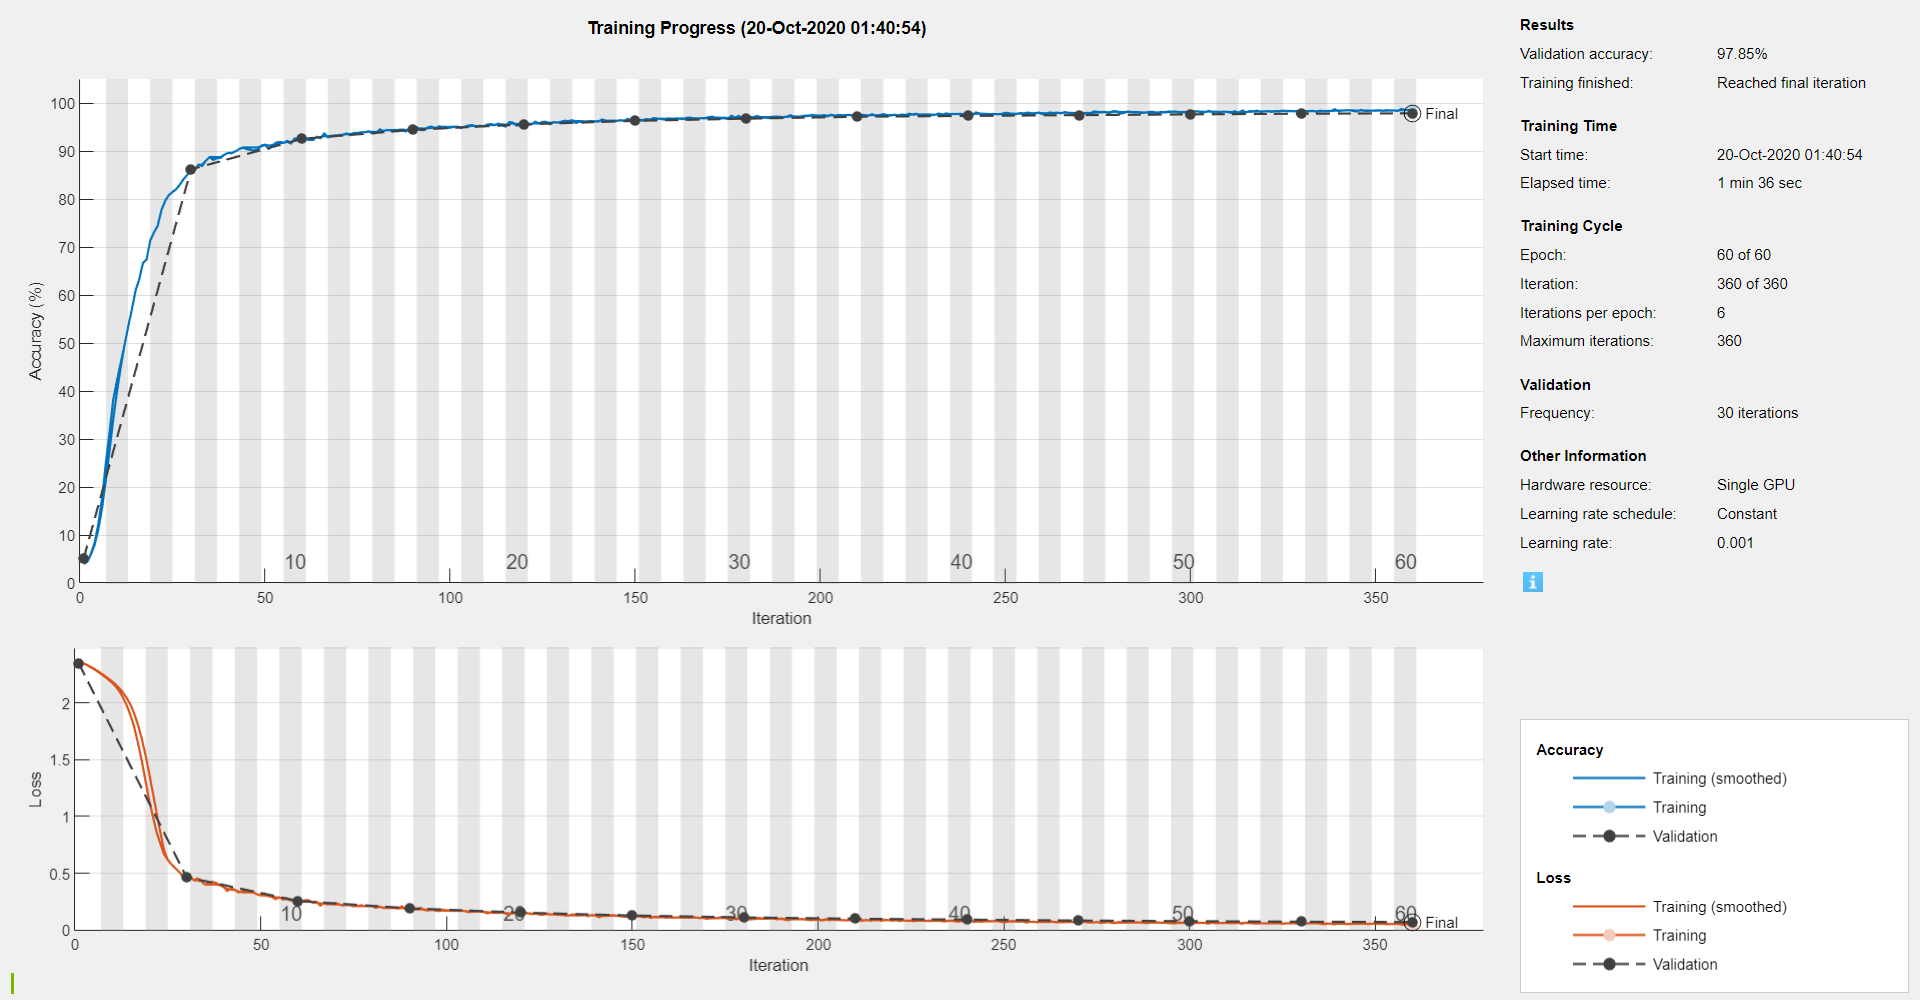 Training Progress (20-Oct-2020 01:40:54)
100
90
80
70
60
50
40
30
20
10
0
Accuracy (%)
10 20 30 40 50 60
Final
0 50 100 150 200 250 300 350
Iteration
2
1.5
1
0.5
0
Loss
10 20 30 40 50 60
Final
0 50 100 150 200 250 300 350
Iteration
Results
Validation accuracy: 97.85%
Training finished: Reached final iteration
Training Time
Start time: 20-Oct-2020 01:40:54
Elapsed time: 1 min 36 sec
Training Cycle
Epoch: 60 of 60
Iteration: 360 of 360
Iterations per epoch: 6
Maximum iterations: 360
Validation
Frequency: 30 iterations
Other Information
Hardware resource: Single GPU
Learning rate schedule: Constant
Learning rate: 0.001
i
Accuracy
Training (smoothed)
Training
Validation
Loss
Training (smoothed)
Training
Validation